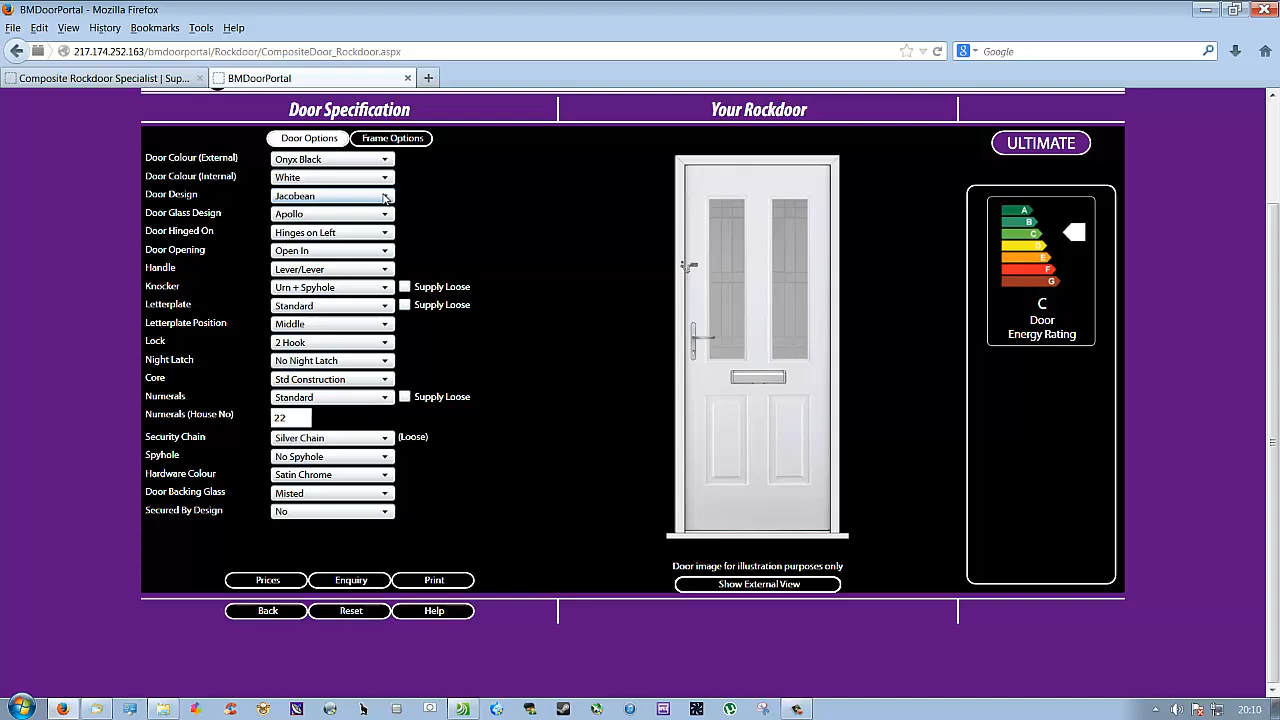 BMDoorPortal - Mozilla Firefox
File Edit View History Bookmarks Tools Help
217.174.252.163/bmdoorportal/Rockdoor/CompositeDoor_Rockdoor.aspx
Google
Composite Rockdoor Specialist | Sup...
BMDoorPortal
Door Specification
Your Rockdoor
Door Options
Frame Options
ULTIMATE
Door Colour (External) Onyx Black
Door Colour (Internal) White
Door Design Jacobean
Door Glass Design Apollo
Door Hinged On Hinges on Left
Door Opening Open In
Handle Lever/Lever
Knocker Urn + Spyhole Supply Loose
Letterplate Standard Supply Loose
Letterplate Position Middle
Lock 2 Hook
Night Latch No Night Latch
Core Std Construction
Numerals Standard Supply Loose
Numerals (House No) 22
Security Chain Silver Chain (Loose)
Spyhole No Spyhole
Hardware Colour Satin Chrome
Door Backing Glass Misted
Secured By Design No
A
B
C
D
E
F
G
C
Door
Energy Rating
Door image for illustration purposes only
Show External View
Prices Enquiry Print
Back Reset Help
20:10